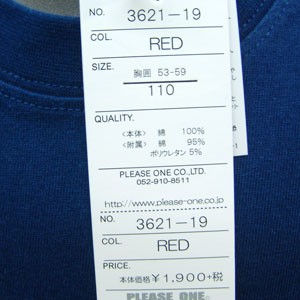 NO. 3621-19
COL. RED
SIZE. 胸囲 53-59
110
QUALITY.
<本体> 綿 100%
<附属> 綿 95%
ポリウレタン 5%
PLEASE ONE CO.,LTD.
052-910-8511
http://www.please-one.co.jp
NO. 3621-19
COL. RED
PRICE.
本体価格¥1,900+税
PLEASE ONE.